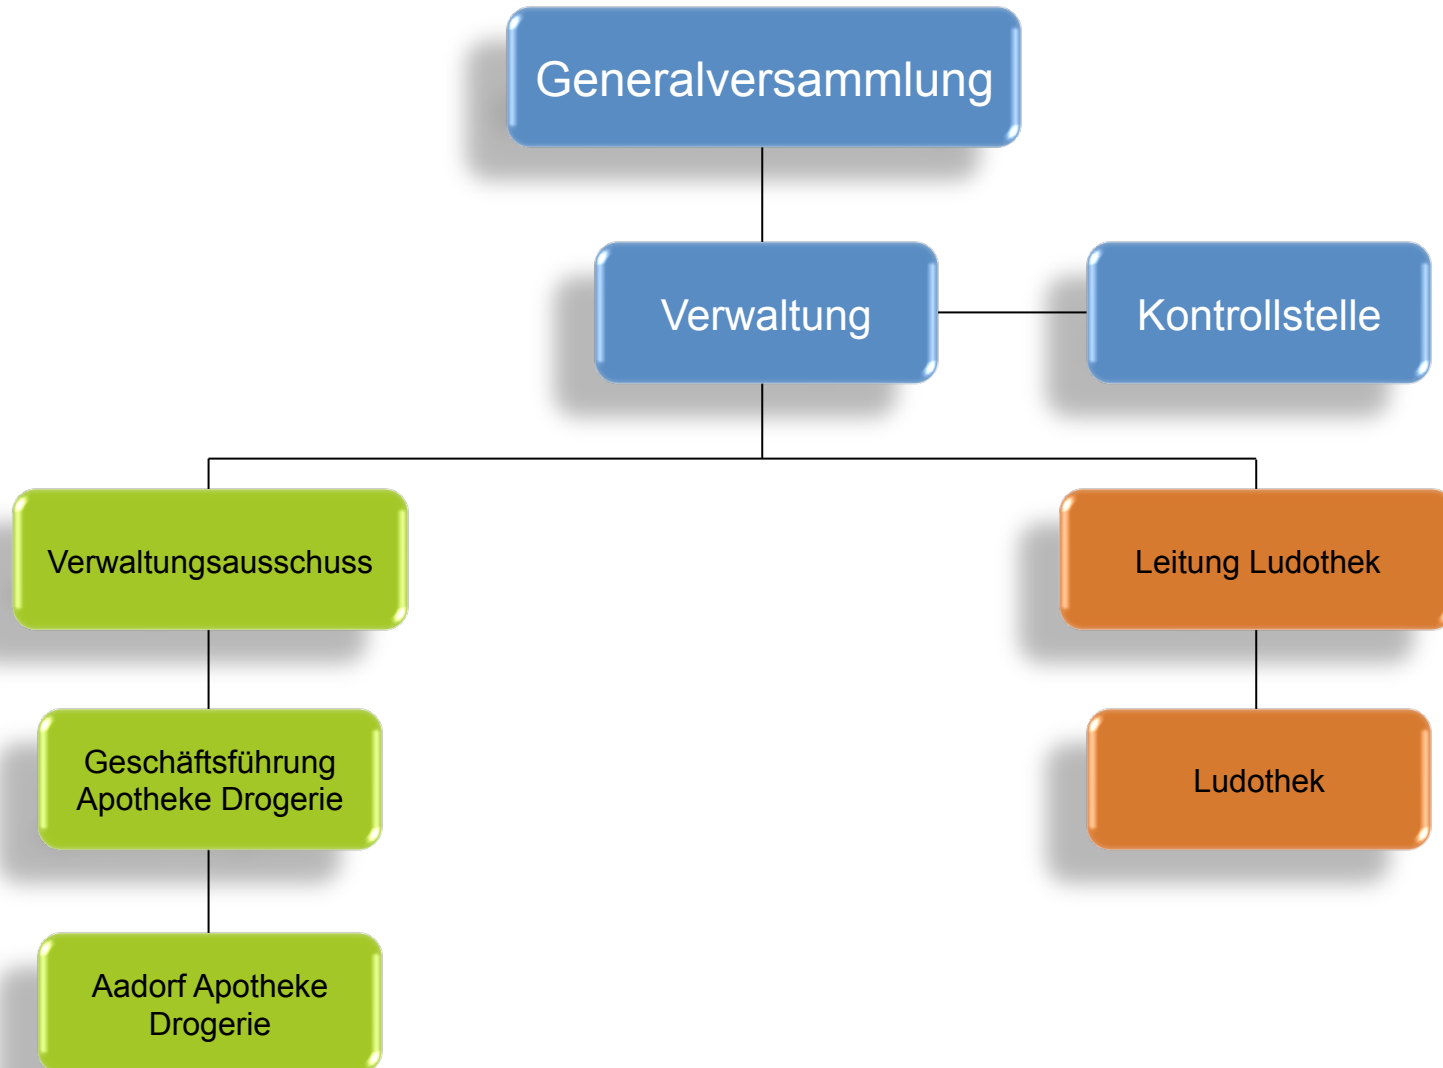 Generalversammlung
Verwaltung
Kontrollstelle
Verwaltungsausschuss
Leitung Ludothek
Geschäftsführung
Apotheke Drogerie
Ludothek
Aadorf Apotheke
Drogerie